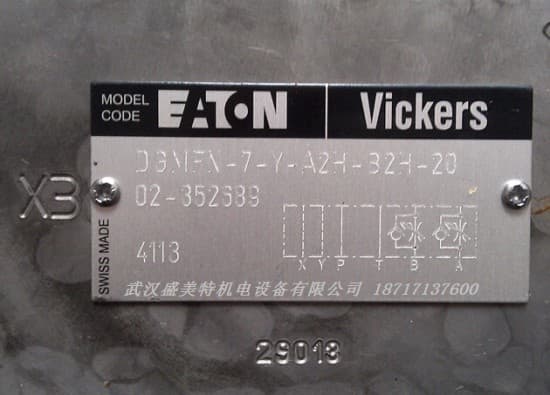 MODEL CODE
EATON
Vickers
DGMFN-7-Y-A2H-B2H-20
02-352689
X3
4113
SWISS MADE
X Y P T B A
武汉盛美特机电设备有限公司 18717137600
29013